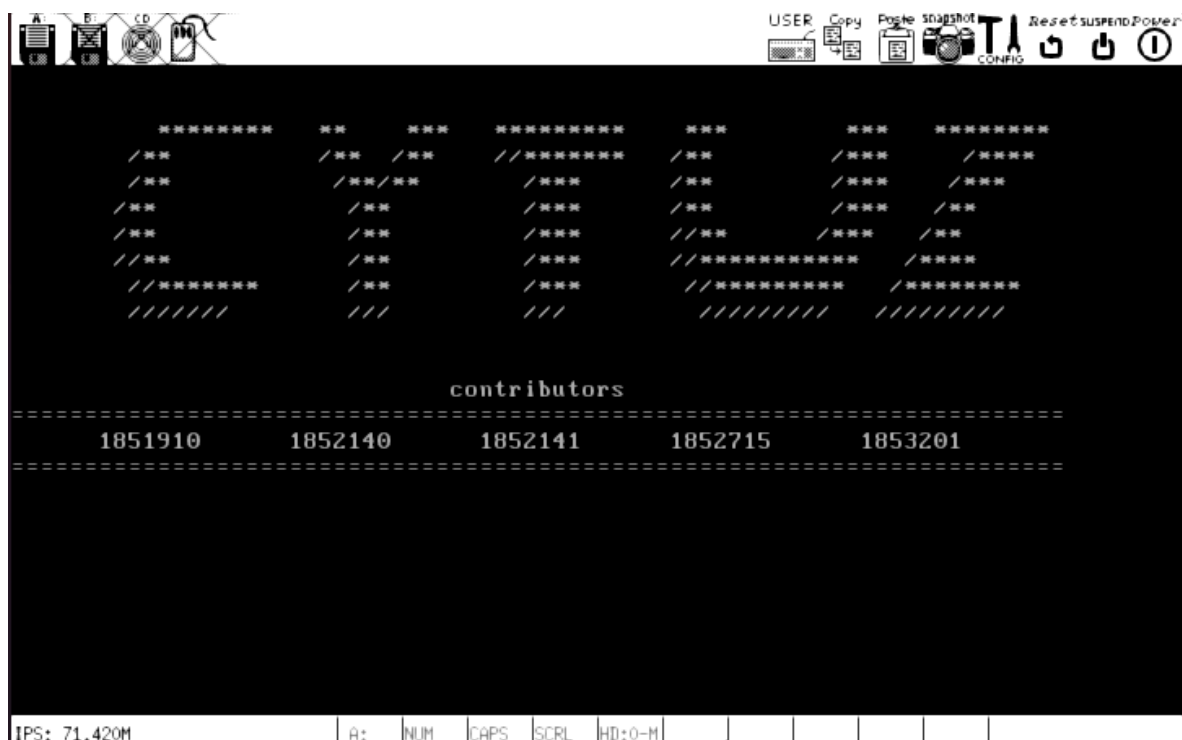 A: B: CD USER Copy Paste snapshot CONFIG Reset SUSPEND Power
CYTUZ
contributors
1851910 1852140 1852141 1852715 1853201
IPS: 71.420M A: NUM CAPS SCRL HD:0-M